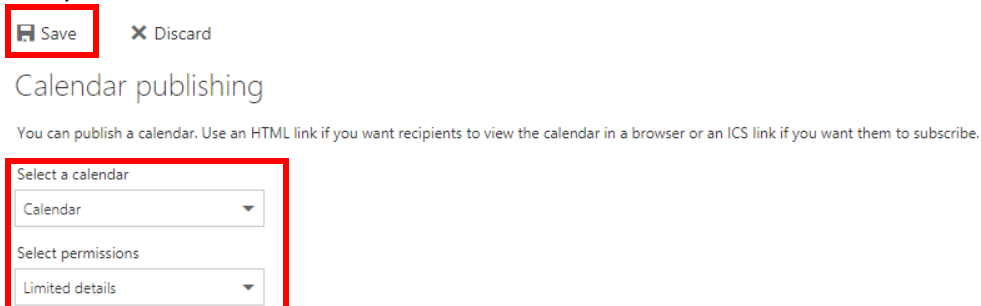 Save Discard
Calendar publishing
You can publish a calendar. Use an HTML link if you want recipients to view the calendar in a browser or an ICS link if you want them to subscribe.
Select a calendar
Calendar
Select permissions
Limited details